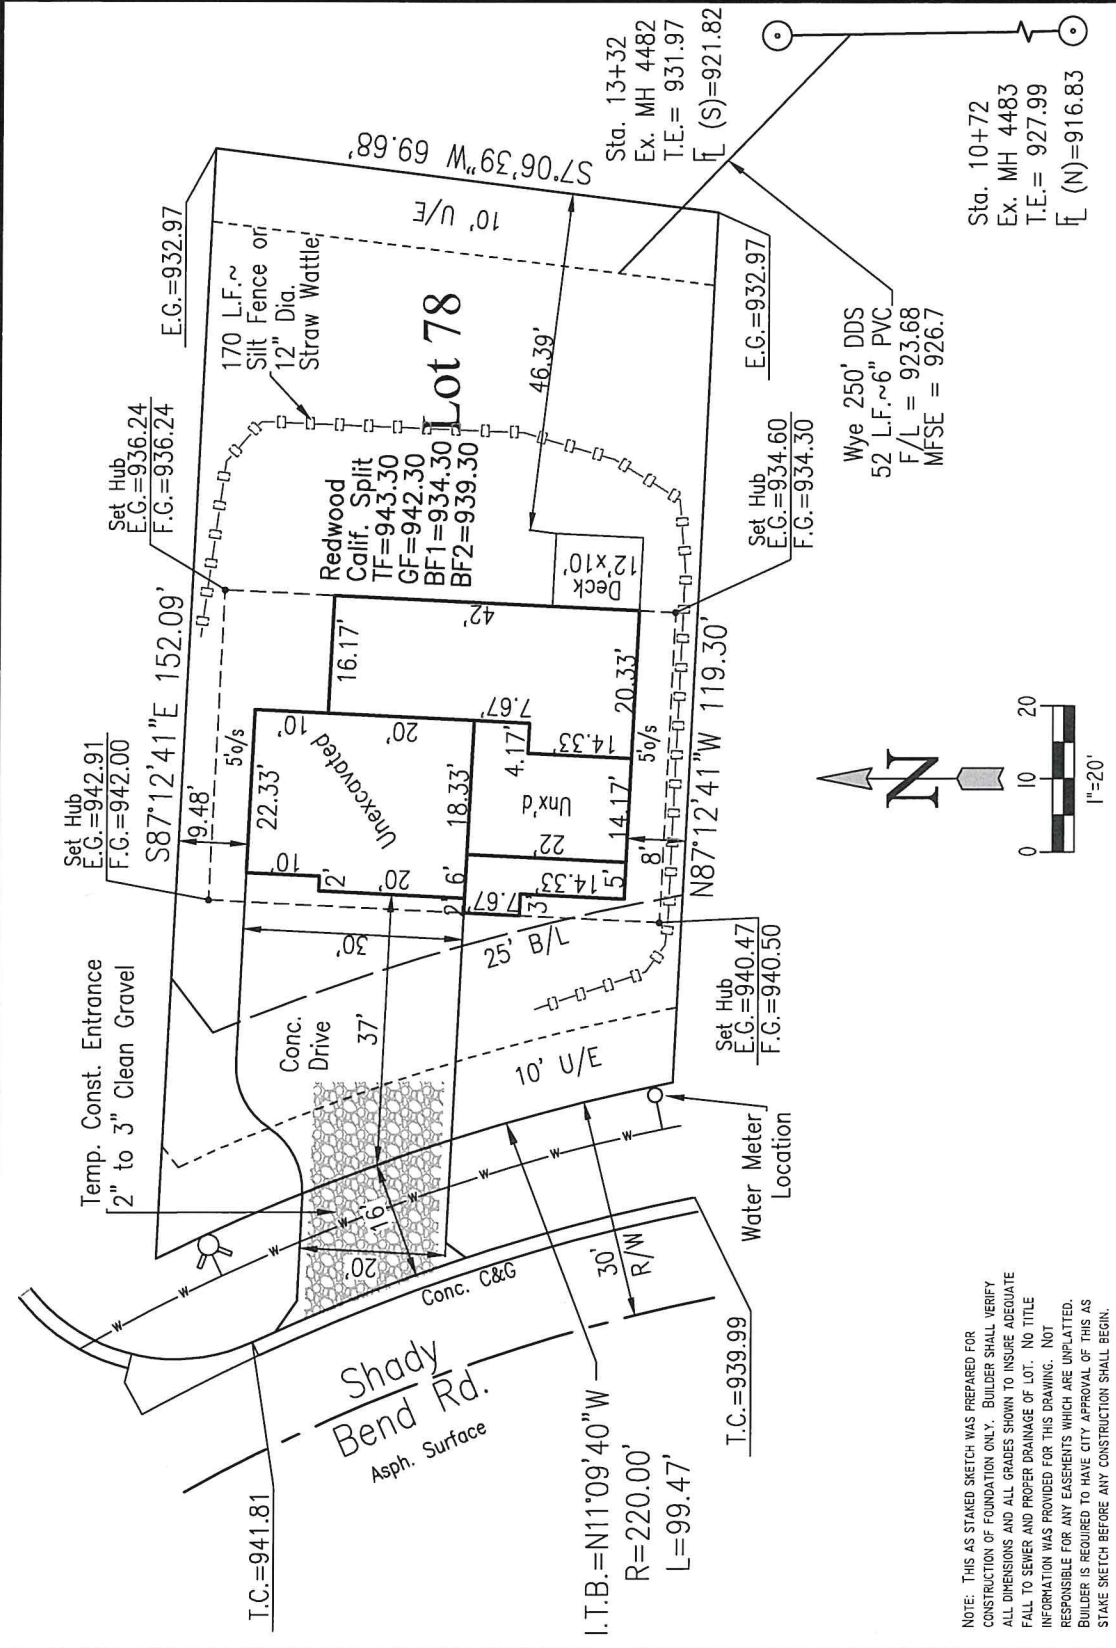 Temp. Const. Entrance
2" to 3" Clean Gravel
Set Hub
E.G.=942.91
F.G.=942.00
S87°12'41"E 152.09'
Set Hub
E.G.=936.24
F.G.=936.24
E.G.=932.97
170 L.F.~
Silt Fence or
12" Dia.
Straw Wattle
10' U/E
S7°06'39"W 69.68'
Lot 78
46.39'
E.G.=932.97
Redwood
Calif. Split
TF=943.30
GF=942.30
BF1=934.30
BF2=939.30
Deck
12'x10'
42'
16.17'
9.48'
5'o/s
22.33'
10'
10'
2'
20'
20'
Unexcavated
18.33'
6'
2'
7.67'
3'
14.33'
5'
22'
Unx'd
4.17'
7.67'
14.33'
14.17'
20.33'
5'o/s
8'
N87°12'41"W 119.30'
Set Hub
E.G.=934.60
F.G.=934.30
Set Hub
E.G.=940.47
F.G.=940.50
25' B/L
10' U/E
30'
37'
Conc.
Drive
16'
20'
Conc. C&G
W
W
W
W
W
W
W
Water Meter
Location
30'
R/W
Shady
Bend Rd.
Asph. Surface
T.C.=941.81
T.C.=939.99
I.T.B.=N11°09'40"W
R=220.00'
L=99.47'
Sta. 13+32
Ex. MH 4482
T.E.= 931.97
FL (S)=921.82
Sta. 10+72
Ex. MH 4483
T.E.= 927.99
FL (N)=916.83
Wye 250' DDS
52 L.F.~6" PVC
F/L = 923.68
MFSE = 926.7
N
0 10 20
1"=20'
NOTE: THIS AS STAKED SKETCH WAS PREPARED FOR
CONSTRUCTION OF FOUNDATION ONLY. BUILDER SHALL VERIFY
ALL DIMENSIONS AND ALL GRADES SHOWN TO INSURE ADEQUATE
FALL TO SEWER AND PROPER DRAINAGE OF LOT. NO TITLE
INFORMATION WAS PROVIDED FOR THIS DRAWING. NOT
RESPONSIBLE FOR ANY EASEMENTS WHICH ARE UNPLATTED.
BUILDER IS REQUIRED TO HAVE CITY APPROVAL OF THIS AS
STAKE SKETCH BEFORE ANY CONSTRUCTION SHALL BEGIN.